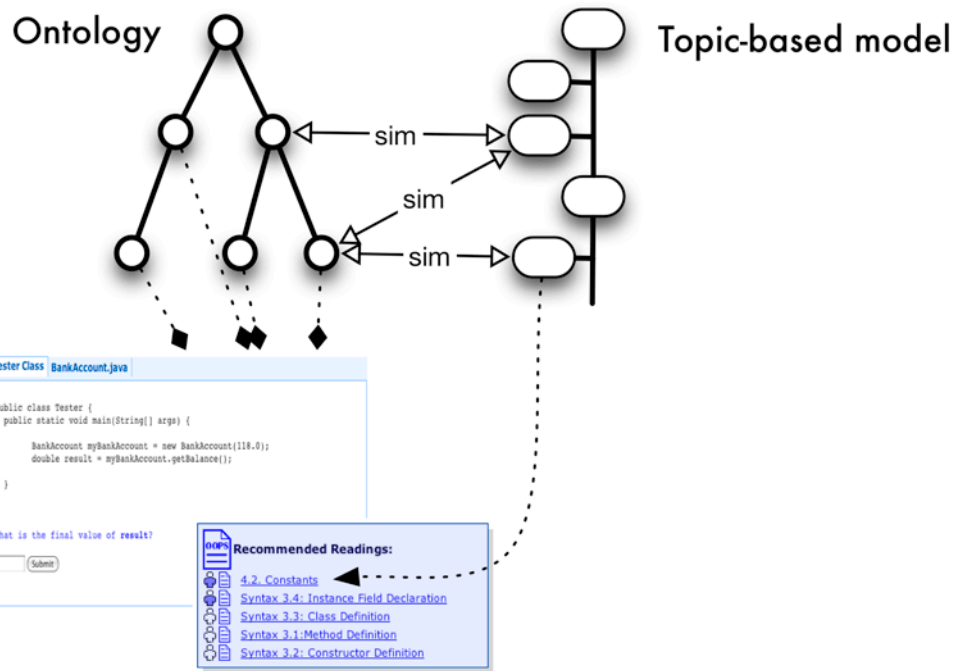 Ontology
Topic-based model
sim
sim
sim
ester Class BankAccount.java
ublic class Tester {
public static void main(String[] args) {
BankAccount myBankAccount = new BankAccount(118.0);
double result = myBankAccount.getBalance();
}
hat is the final value of result?
Submit
OOPS
Recommended Readings:
4.2. Constants
Syntax 3.4: Instance Field Declaration
Syntax 3.3: Class Definition
Syntax 3.1:Method Definition
Syntax 3.2: Constructor Definition